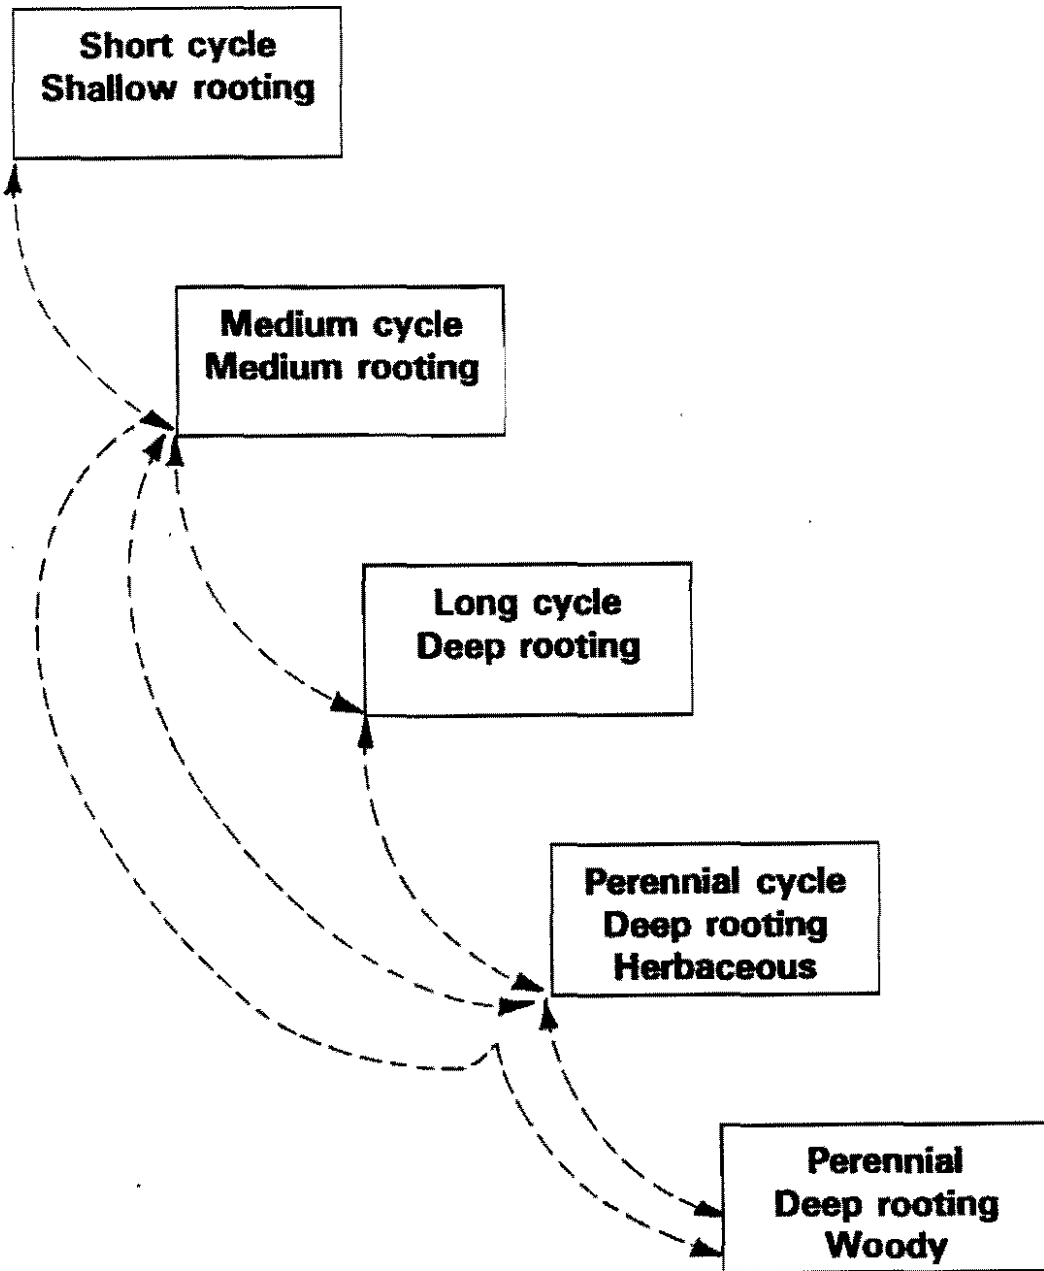 Short cycle
Shallow rooting
Medium cycle
Medium rooting
Long cycle
Deep rooting
Perennial cycle
Deep rooting
Herbaceous
Perennial
Deep rooting
Woody